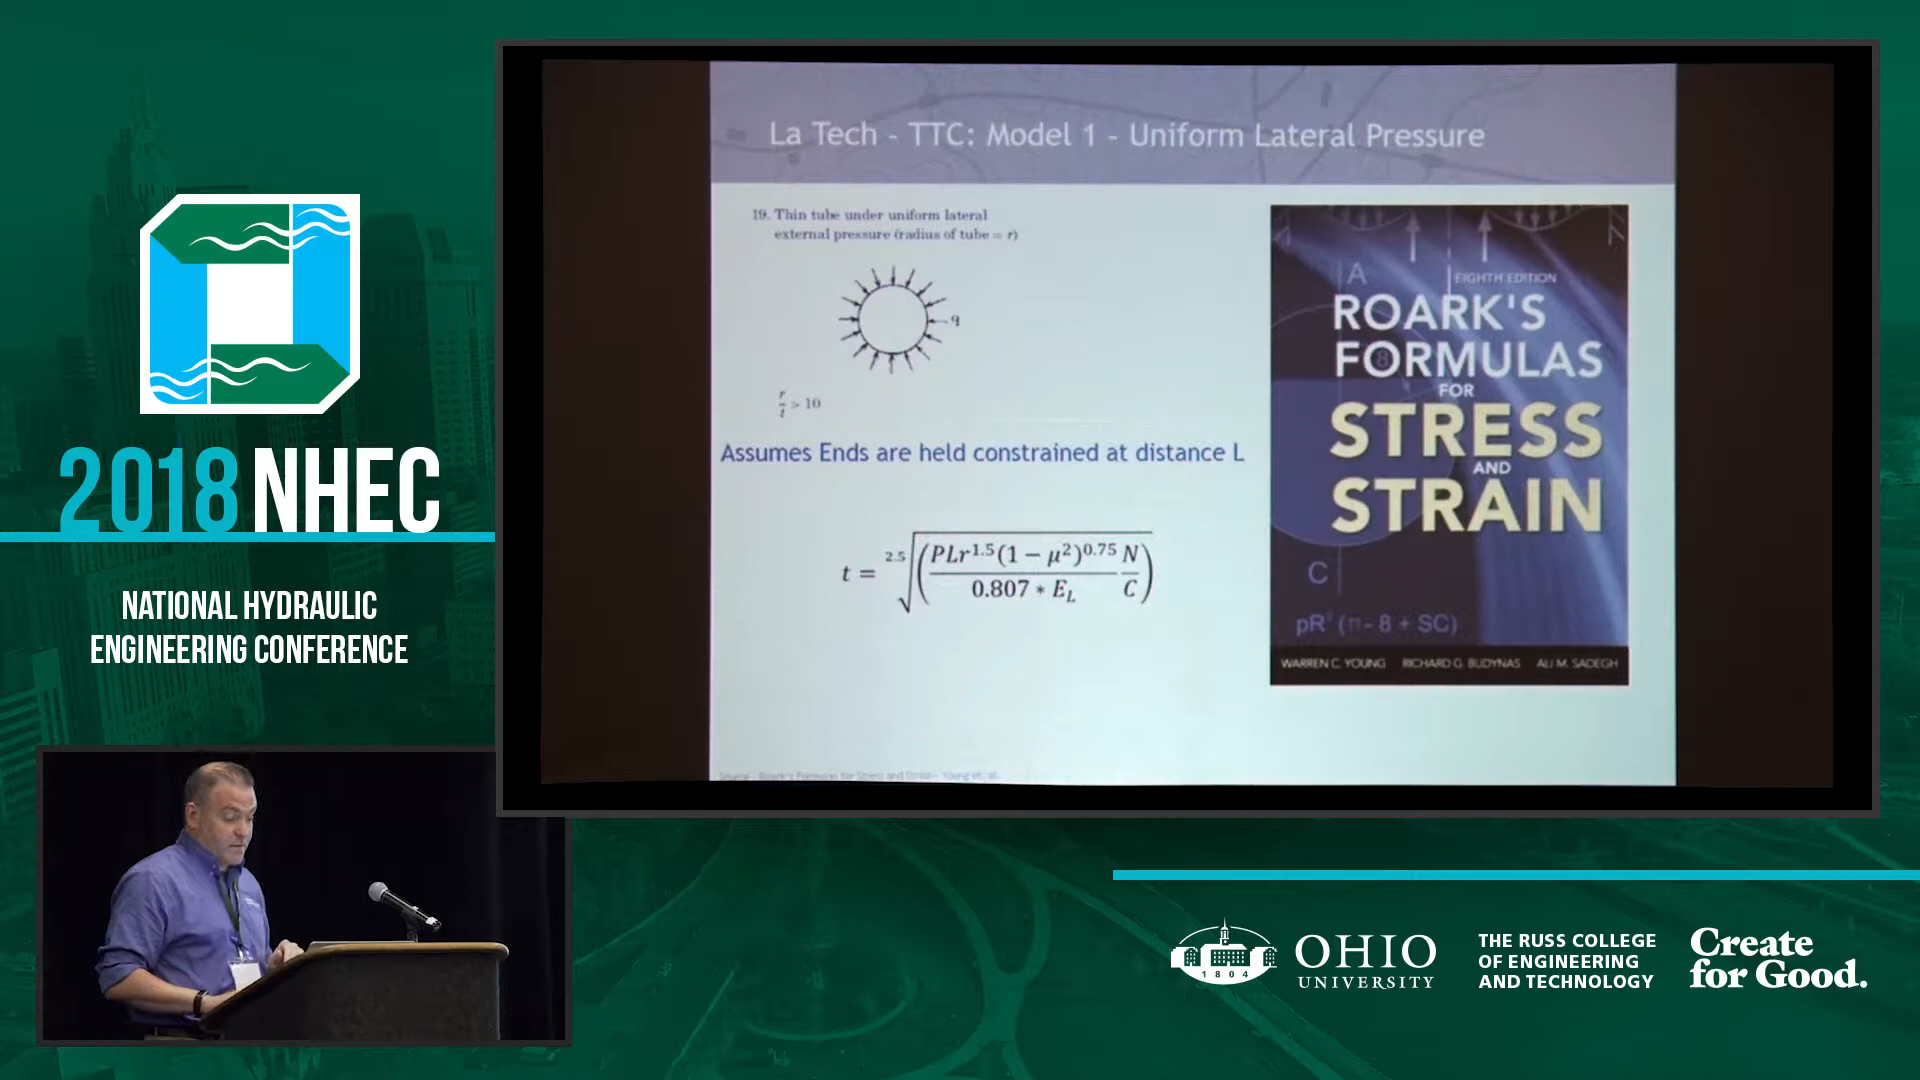 2018 NHEC
NATIONAL HYDRAULIC
ENGINEERING CONFERENCE
La Tech - TTC: Model 1 - Uniform Lateral Pressure
19. Thin tube under uniform lateral
external pressure (radius of tube = r)
q
r/t > 10
Assumes Ends are held constrained at distance L
t = ²·⁵√((PLr^1.5(1 − μ²)^0.75 / 0.807 * E_L) N/C)
A
EIGHTH EDITION
ROARK'S
FORMULAS
FOR
STRESS
AND
STRAIN
C
WARREN C. YOUNG RICHARD G. BUDYNAS ALI M. SADEGH
1804
OHIO
UNIVERSITY
THE RUSS COLLEGE
OF ENGINEERING
AND TECHNOLOGY
Create
for Good.